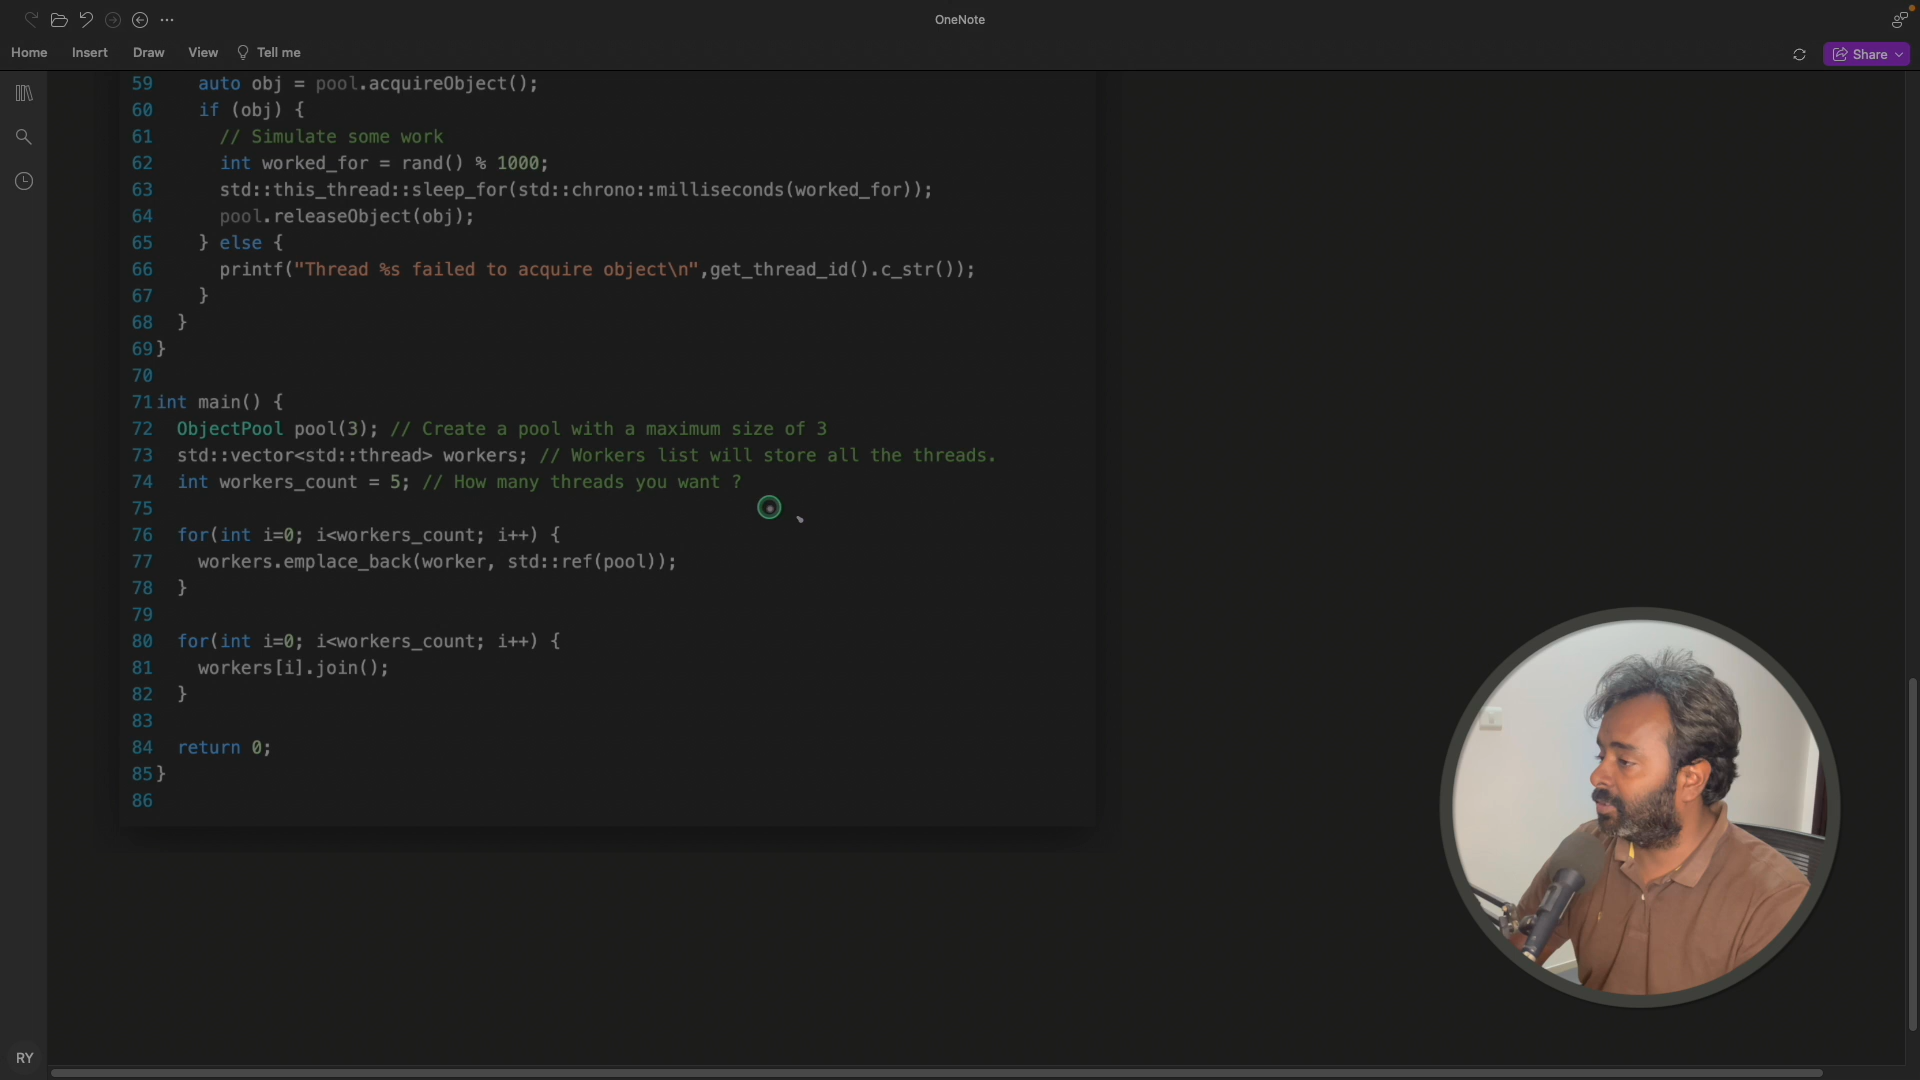 OneNote
Home Insert Draw View Tell me
Share
59 auto obj = pool.acquireObject();
60 if (obj) {
61 // Simulate some work
62 int worked_for = rand() % 1000;
63 std::this_thread::sleep_for(std::chrono::milliseconds(worked_for));
64 pool.releaseObject(obj);
65 } else {
66 printf("Thread %s failed to acquire object\n",get_thread_id().c_str());
67 }
68 }
69 }
70
71 int main() {
72 ObjectPool pool(3); // Create a pool with a maximum size of 3
73 std::vector<std::thread> workers; // Workers list will store all the threads.
74 int workers_count = 5; // How many threads you want ?
75
76 for(int i=0; i<workers_count; i++) {
77 workers.emplace_back(worker, std::ref(pool));
78 }
79
80 for(int i=0; i<workers_count; i++) {
81 workers[i].join();
82 }
83
84 return 0;
85 }
86
RY